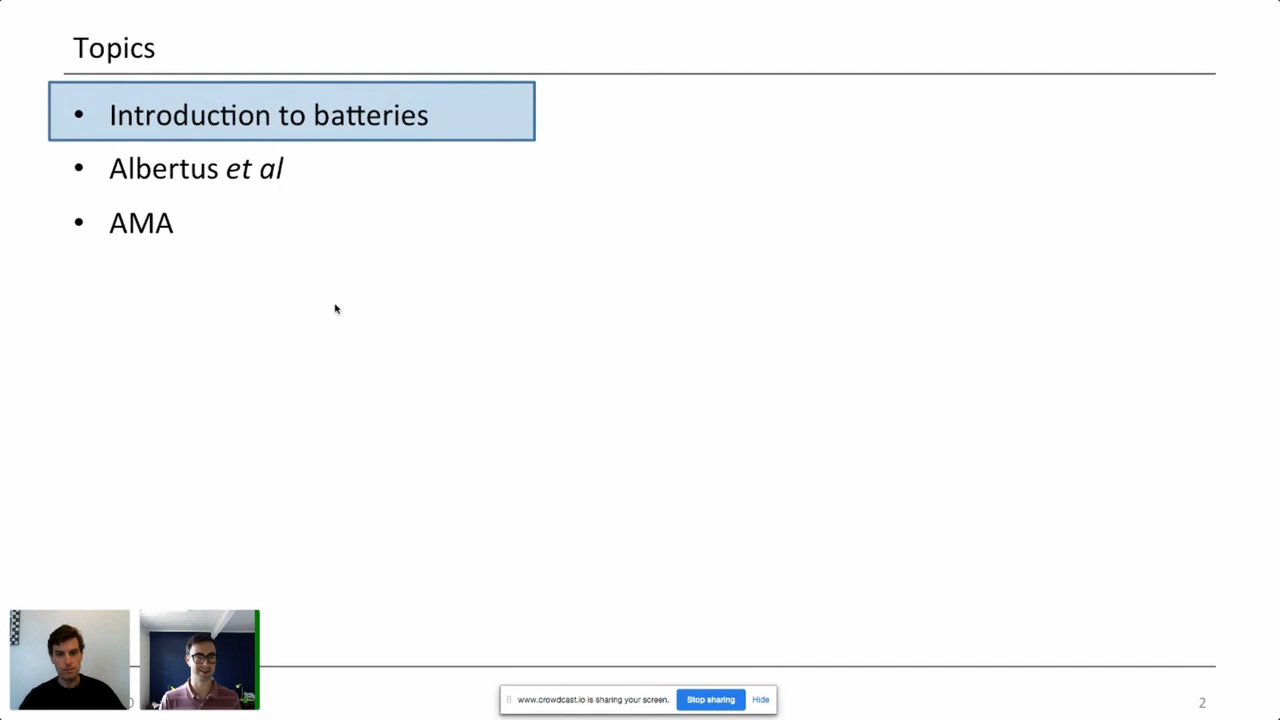 Topics
• Introduction to batteries
• Albertus et al
• AMA
0
www.crowdcast.io is sharing your screen. Stop sharing Hide
2